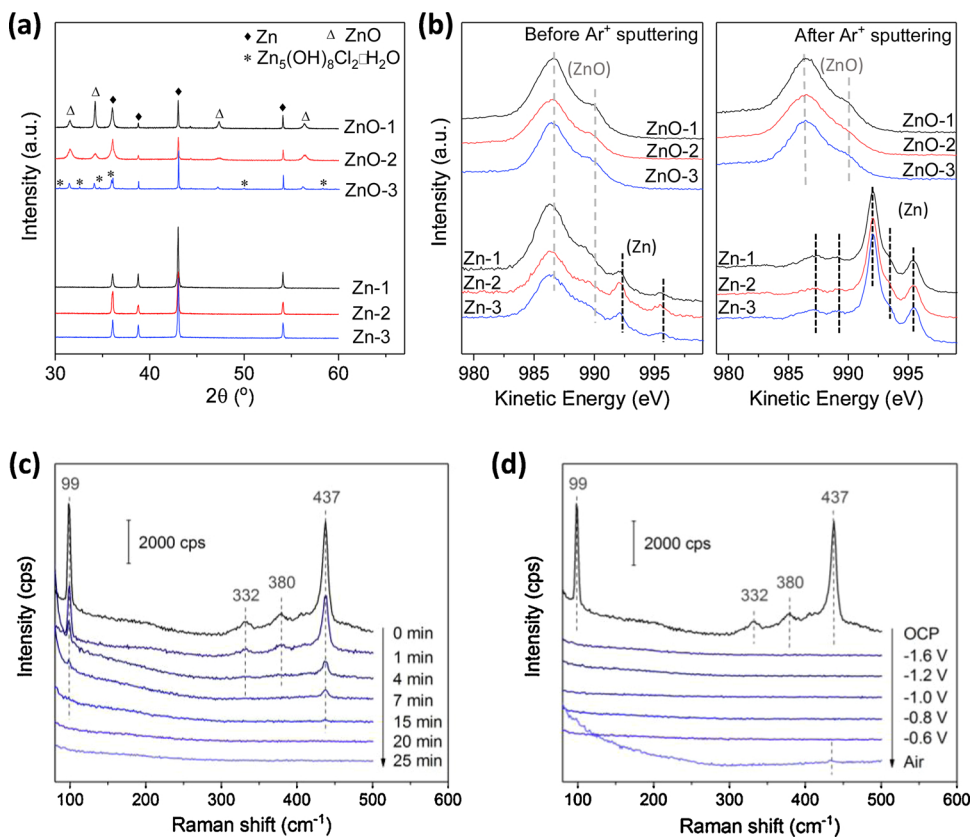 (a)
♦ Zn Δ ZnO
* Zn5(OH)8Cl2□H2O
Δ Δ ♦ ♦ ♦ Δ ♦ Δ
ZnO-1
ZnO-2
* * * * * *
ZnO-3
Zn-1
Zn-2
Zn-3
Intensity (a.u.)
30 40 50 60
2θ (°)
(b)
Before Ar+ sputtering
(ZnO)
ZnO-1
ZnO-2
ZnO-3
Zn-1
(Zn)
Zn-2
Zn-3
Intensity (a.u.)
980 985 990 995
Kinetic Energy (eV)
After Ar+ sputtering
(ZnO)
ZnO-1
ZnO-2
ZnO-3
(Zn)
Zn-1
Zn-2
Zn-3
980 985 990 995
Kinetic Energy (eV)
(c)
99
437
2000 cps
332
380
0 min
1 min
4 min
7 min
15 min
20 min
25 min
Intensity (cps)
100 200 300 400 500 600
Raman shift (cm-1)
(d)
99
437
2000 cps
332
380
OCP
-1.6 V
-1.2 V
-1.0 V
-0.8 V
-0.6 V
Air
Intensity (cps)
100 200 300 400 500 600
Raman shift (cm-1)